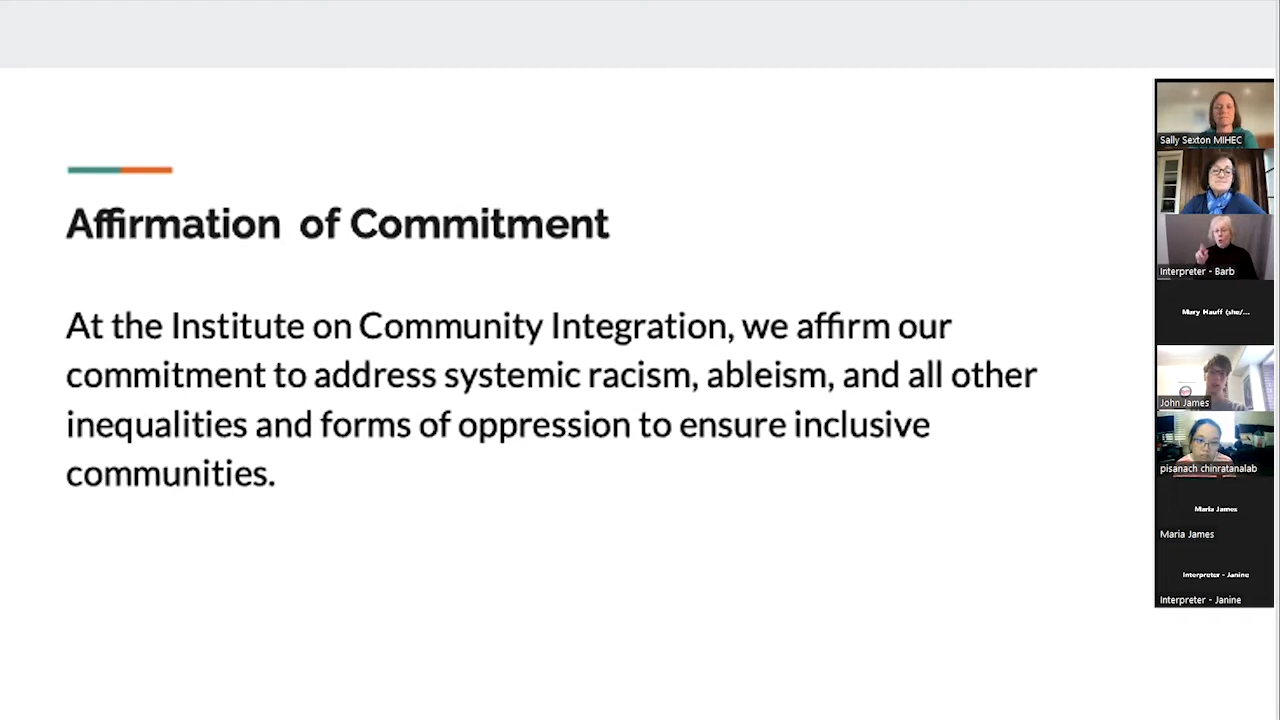 Affirmation of Commitment
At the Institute on Community Integration, we affirm our
commitment to address systemic racism, ableism, and all other
inequalities and forms of oppression to ensure inclusive
communities.
Sally Sexton MIHEC
Interpreter - Barb
Mary Hauff (she/...
John James
pisanach chinratanalab
Maria James
Maria James
Interpreter - Janine
Interpreter - Janine